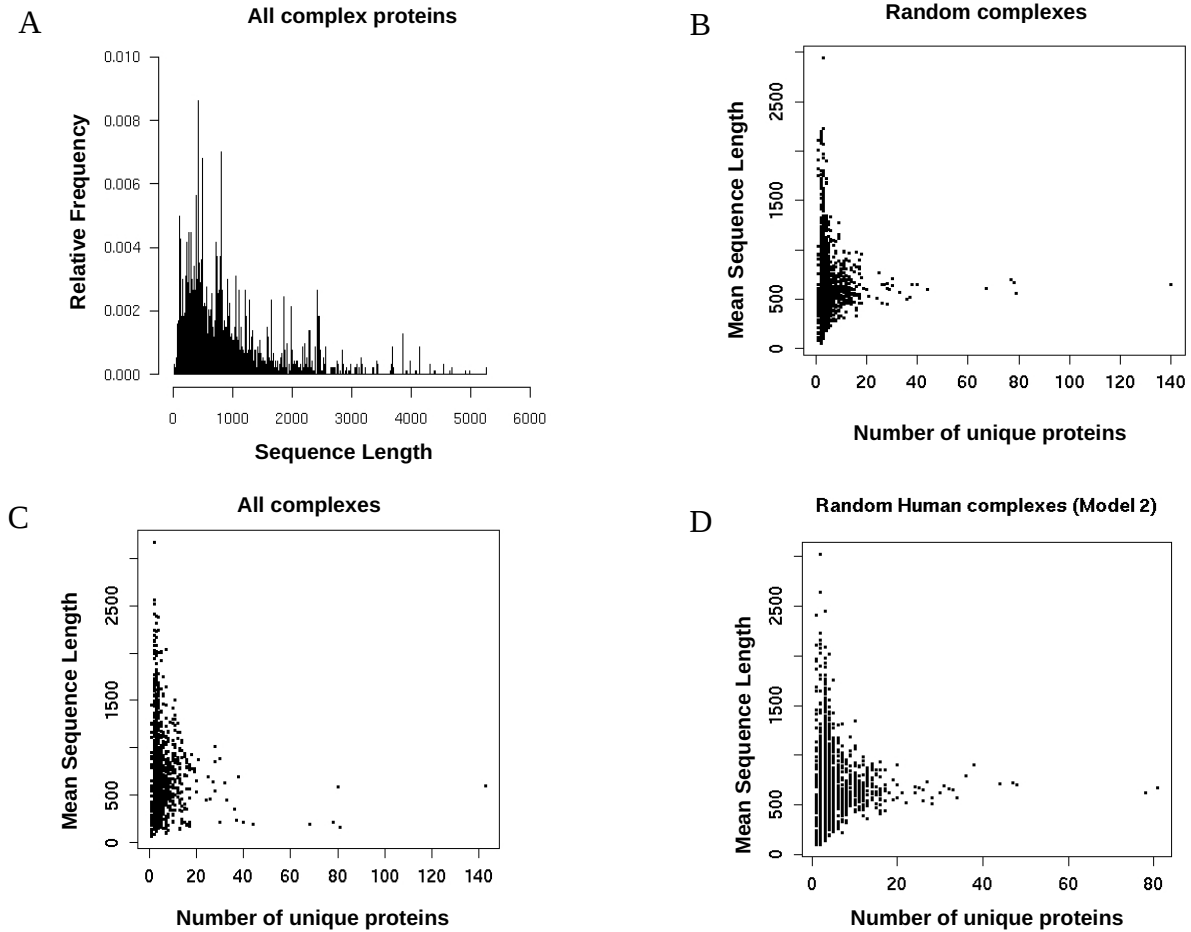 A
All complex proteins
Relative Frequency
0.010
0.008
0.006
0.004
0.002
0.000
0 1000 2000 3000 4000 5000 6000
Sequence Length
B
Random complexes
Mean Sequence Length
2500
1500
500
0
0 20 40 60 80 100 120 140
Number of unique proteins
C
All complexes
Mean Sequence Length
2500
1500
500
0
0 20 40 60 80 100 120 140
Number of unique proteins
D
Random Human complexes (Model 2)
Mean Sequence Length
2500
1500
500
0
0 20 40 60 80
Number of unique proteins